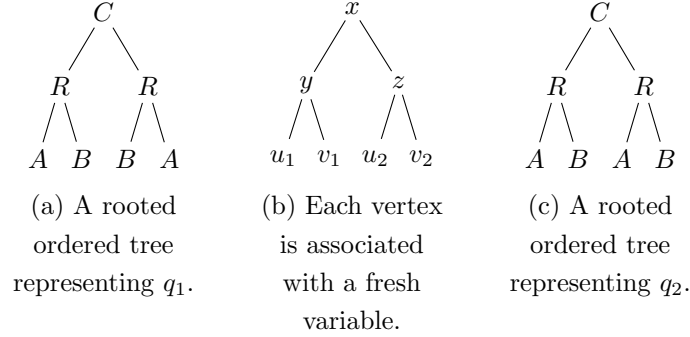 C
R R
A B B A
(a) A rooted
ordered tree
representing q₁.
x
y z
u₁ v₁ u₂ v₂
(b) Each vertex
is associated
with a fresh
variable.
C
R R
A B A B
(c) A rooted
ordered tree
representing q₂.